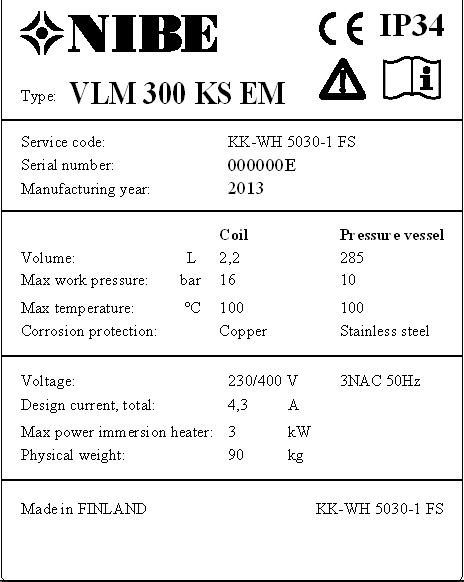 NIBE
CE IP34
Type: VLM 300 KS EM
Service code: KK-WH 5030-1 FS
Serial number: 000000E
Manufacturing year: 2013
Coil Pressure vessel
Volume: L 2,2 285
Max work pressure: bar 16 10
Max temperature: ºC 100 100
Corrosion protection: Copper Stainless steel
Voltage: 230/400 V 3NAC 50Hz
Design current, total: 4,3 A
Max power immersion heater: 3 kW
Physical weight: 90 kg
Made in FINLAND KK-WH 5030-1 FS